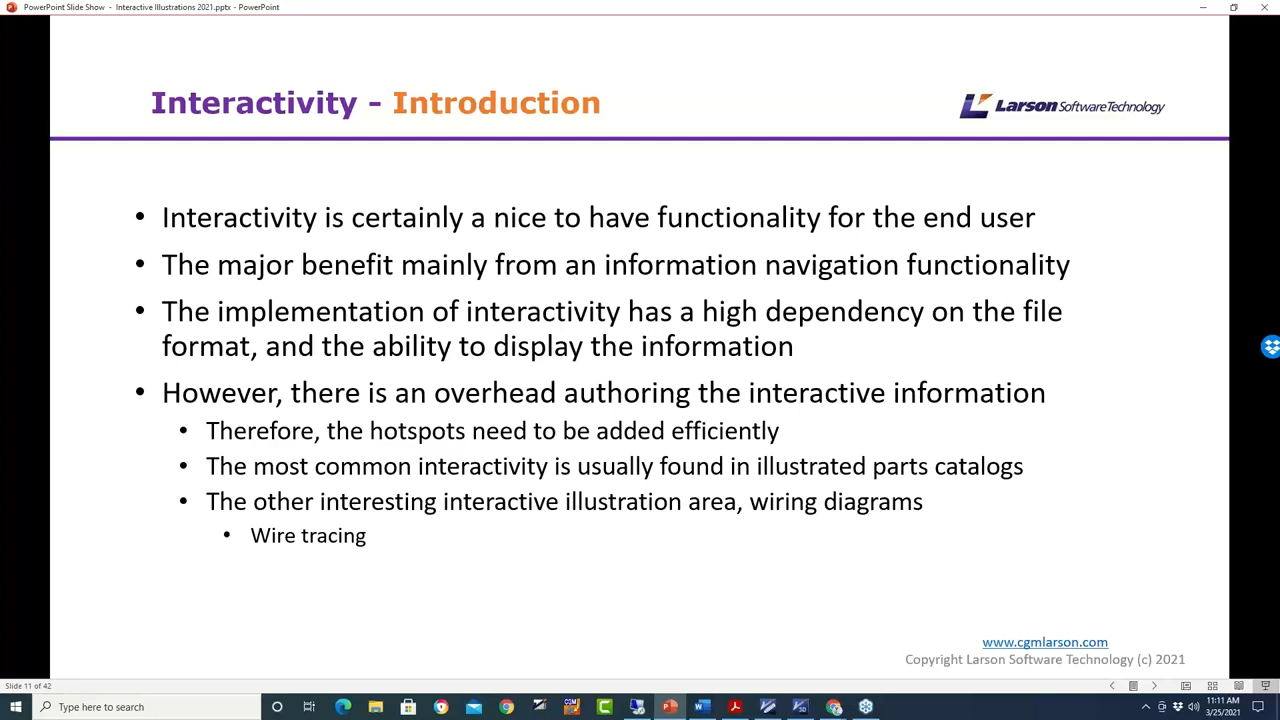 PowerPoint Slide Show - Interactive Illustrations 2021.pptx - PowerPoint
Interactivity - Introduction
Larson Software Technology
• Interactivity is certainly a nice to have functionality for the end user
• The major benefit mainly from an information navigation functionality
• The implementation of interactivity has a high dependency on the file
format, and the ability to display the information
• However, there is an overhead authoring the interactive information
• Therefore, the hotspots need to be added efficiently
• The most common interactivity is usually found in illustrated parts catalogs
• The other interesting interactive illustration area, wiring diagrams
• Wire tracing
www.cgmlarson.com
Copyright Larson Software Technology (c) 2021
Slide 11 of 42
Type here to search
11:11 AM
3/25/2021